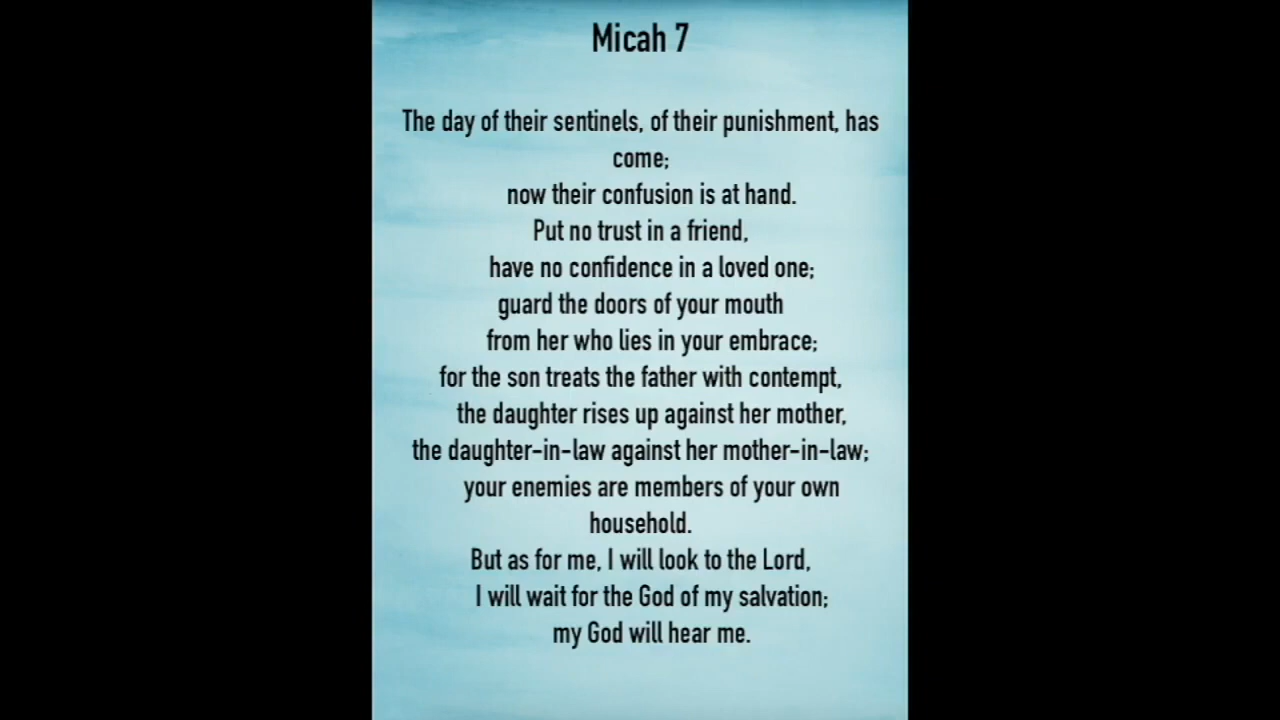 Micah 7
The day of their sentinels, of their punishment, has
come;
now their confusion is at hand.
Put no trust in a friend,
have no confidence in a loved one;
guard the doors of your mouth
from her who lies in your embrace;
for the son treats the father with contempt,
the daughter rises up against her mother,
the daughter-in-law against her mother-in-law;
your enemies are members of your own
household.
But as for me, I will look to the Lord,
I will wait for the God of my salvation;
my God will hear me.